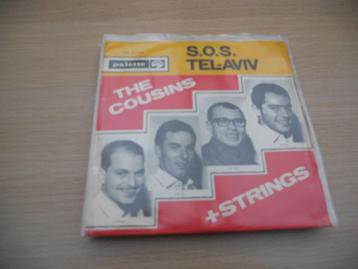 palette
S.O.S.
TEL-AVIV
THE
COUSINS
+ STRINGS